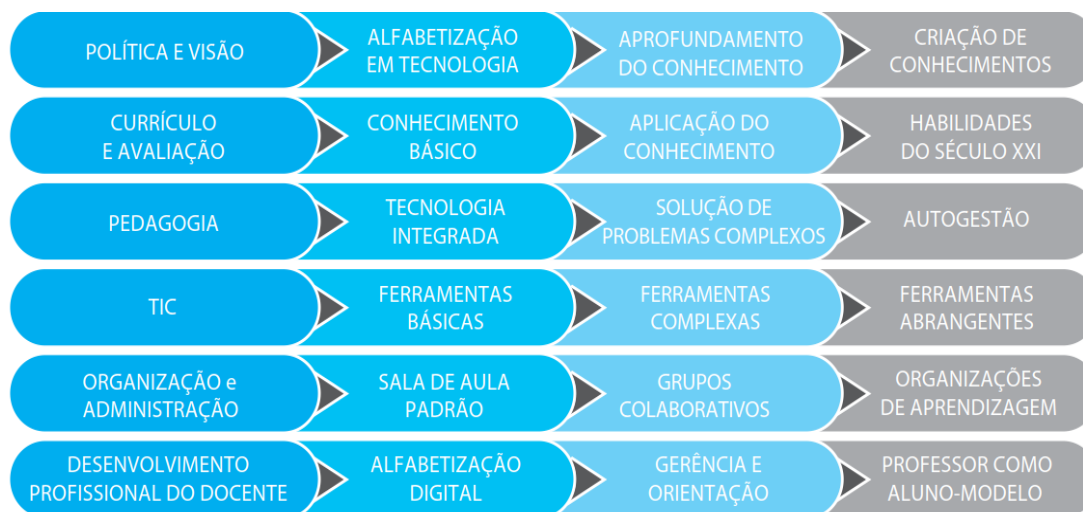 POLÍTICA E VISÃO
ALFABETIZAÇÃO
EM TECNOLOGIA
APROFUNDAMENTO
DO CONHECIMENTO
CRIAÇÃO DE
CONHECIMENTOS
CURRÍCULO
E AVALIAÇÃO
CONHECIMENTO
BÁSICO
APLICAÇÃO DO
CONHECIMENTO
HABILIDADES
DO SÉCULO XXI
PEDAGOGIA
TECNOLOGIA
INTEGRADA
SOLUÇÃO DE
PROBLEMAS COMPLEXOS
AUTOGESTÃO
TIC
FERRAMENTAS
BÁSICAS
FERRAMENTAS
COMPLEXAS
FERRAMENTAS
ABRANGENTES
ORGANIZAÇÃO e
ADMINISTRAÇÃO
SALA DE AULA
PADRÃO
GRUPOS
COLABORATIVOS
ORGANIZAÇÕES
DE APRENDIZAGEM
DESENVOLVIMENTO
PROFISSIONAL DO DOCENTE
ALFABETIZAÇÃO
DIGITAL
GERÊNCIA E
ORIENTAÇÃO
PROFESSOR COMO
ALUNO-MODELO